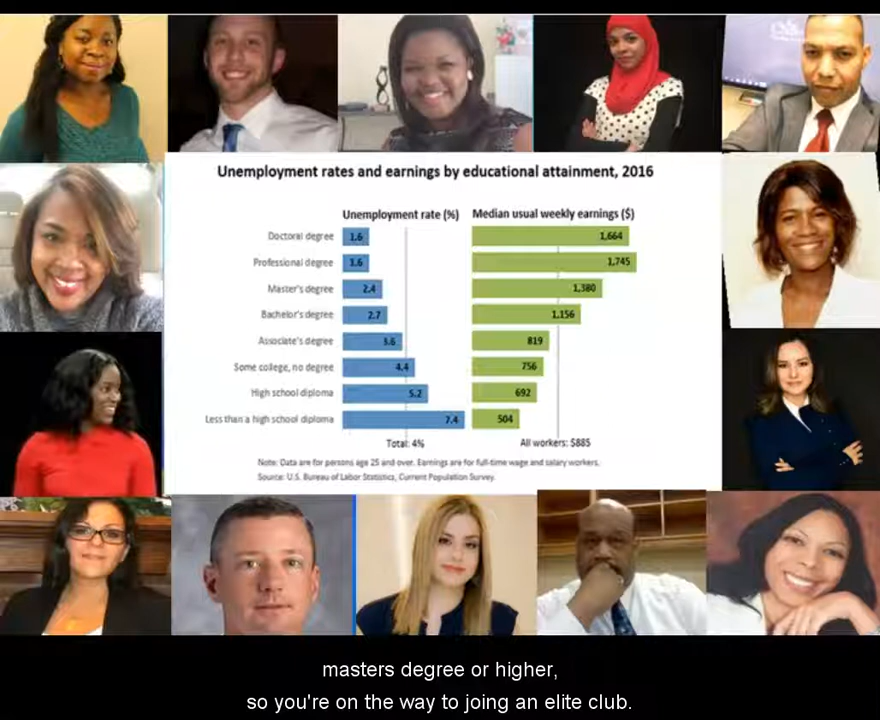 Unemployment rates and earnings by educational attainment, 2016
Unemployment rate (%) Median usual weekly earnings ($)
Doctoral degree 1.6 1,664
Professional degree 1.6 1,745
Master's degree 2.4 1,380
Bachelor's degree 2.7 1,156
Associate's degree 3.6 819
Some college, no degree 4.4 756
High school diploma 5.2 692
Less than a high school diploma 7.4 504
Total: 4% All workers: $885
Note: Data are for persons age 25 and over. Earnings are for full-time wage and salary workers.
Source: U.S. Bureau of Labor Statistics, Current Population Survey.
masters degree or higher,
so you're on the way to joing an elite club.